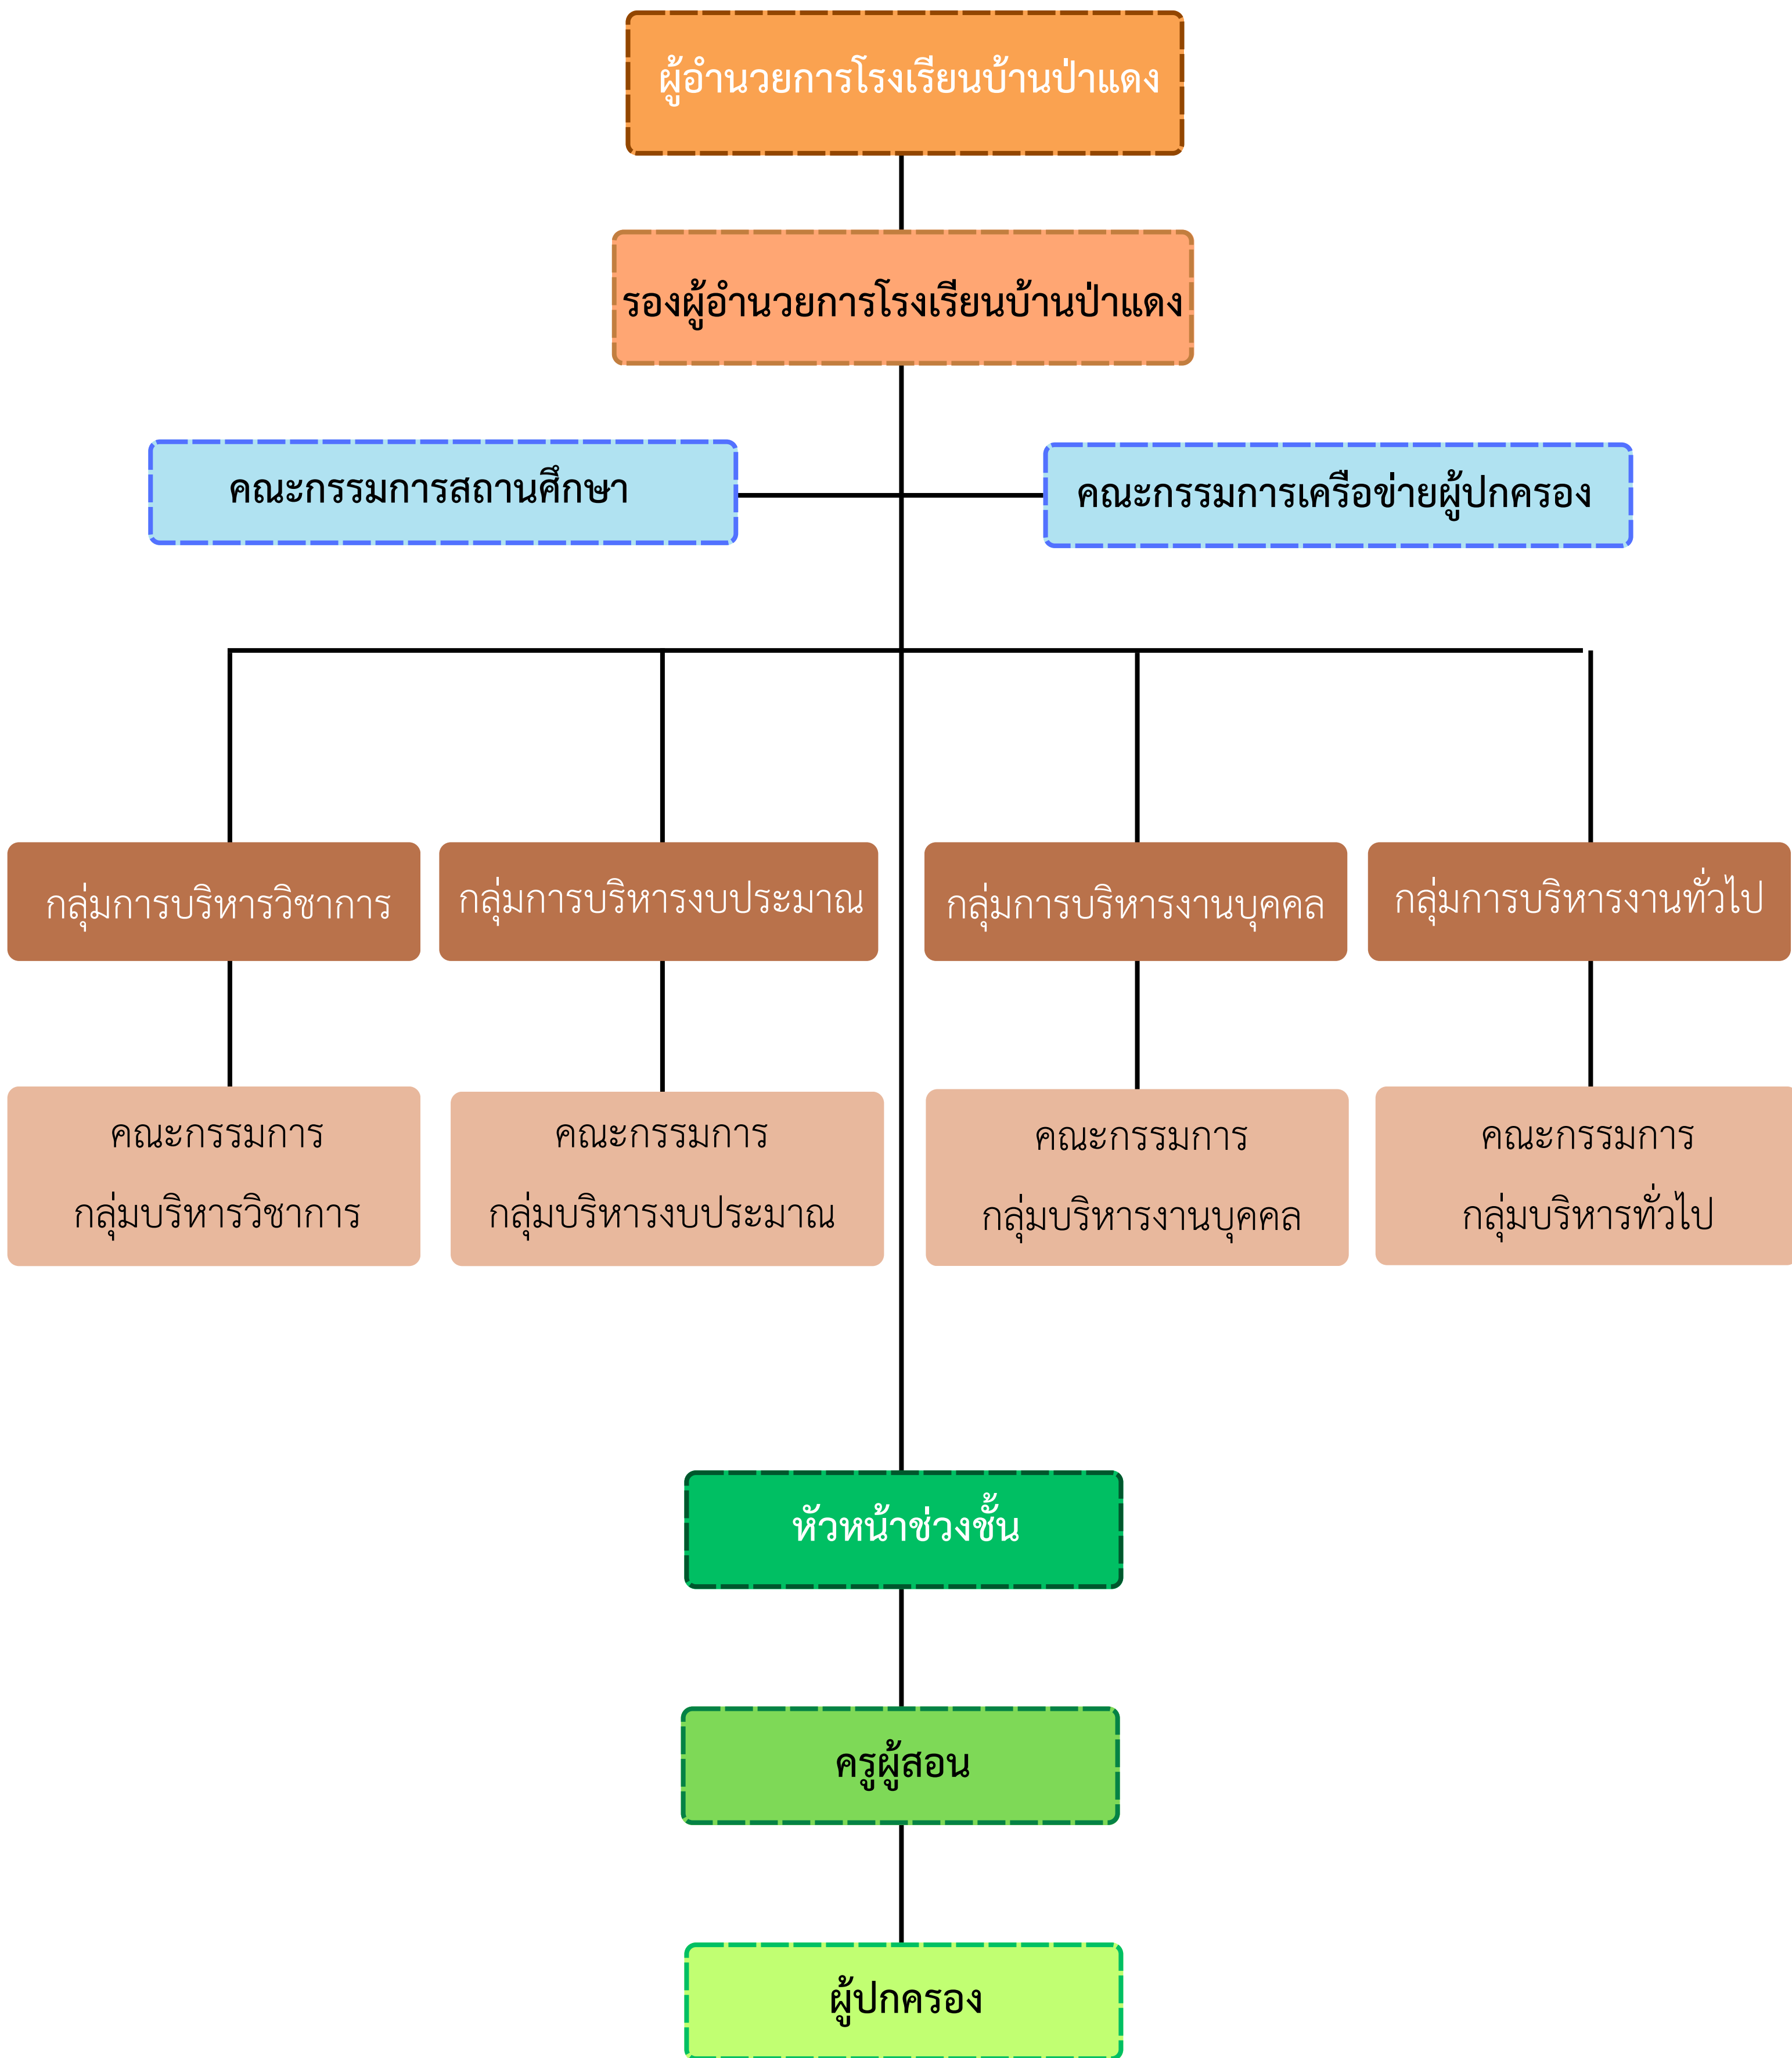 ผู้อำนวยการโรงเรียนบ้านป่าแดง
รองผู้อำนวยการโรงเรียนบ้านป่าแดง
คณะกรรมการสถานศึกษา
คณะกรรมการเครือข่ายผู้ปกครอง
กลุ่มการบริหารวิชาการ
กลุ่มการบริหารงบประมาณ
กลุ่มการบริหารงานบุคคล
กลุ่มการบริหารงานทั่วไป
คณะกรรมการ
กลุ่มบริหารวิชาการ
คณะกรรมการ
กลุ่มบริหารงบประมาณ
คณะกรรมการ
กลุ่มบริหารงานบุคคล
คณะกรรมการ
กลุ่มบริหารทั่วไป
หัวหน้าช่วงชั้น
ครูผู้สอน
ผู้ปกครอง